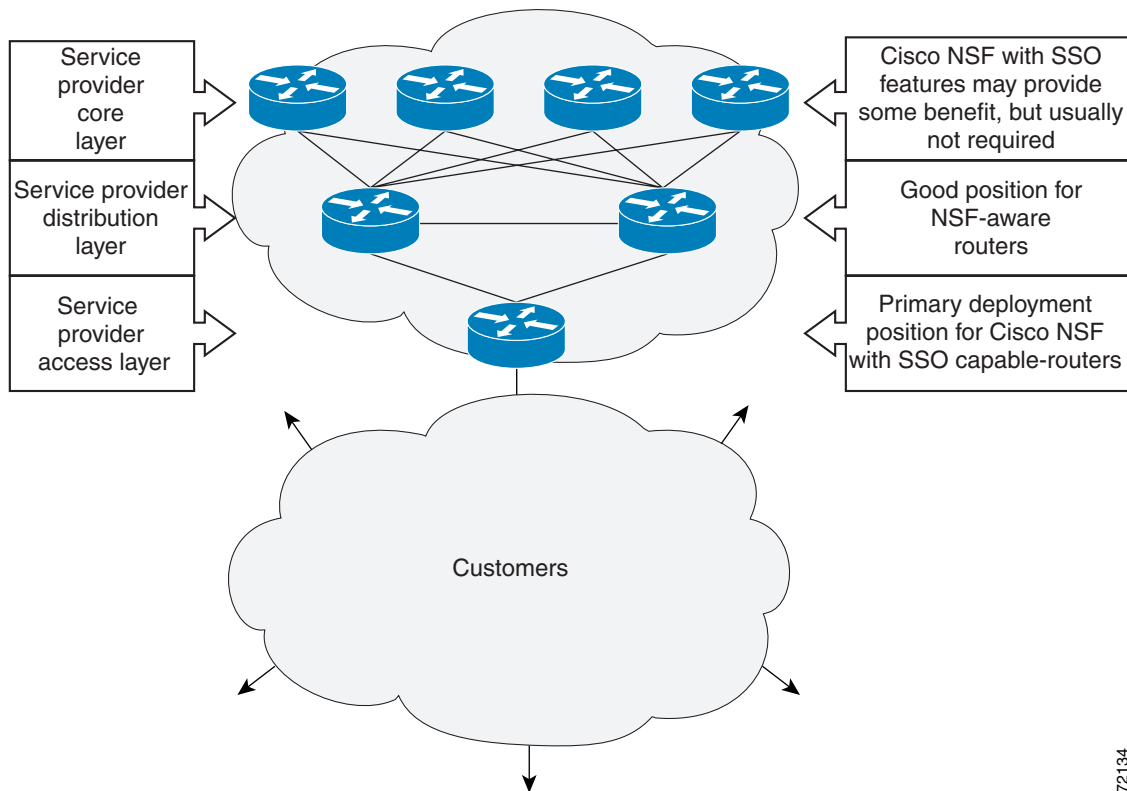 Service
provider
core
layer
Cisco NSF with SSO
features may provide
some benefit, but usually
not required
Service provider
distribution
layer
Good position for
NSF-aware
routers
Service
provider
access layer
Primary deployment
position for Cisco NSF
with SSO capable-routers
Customers
72134